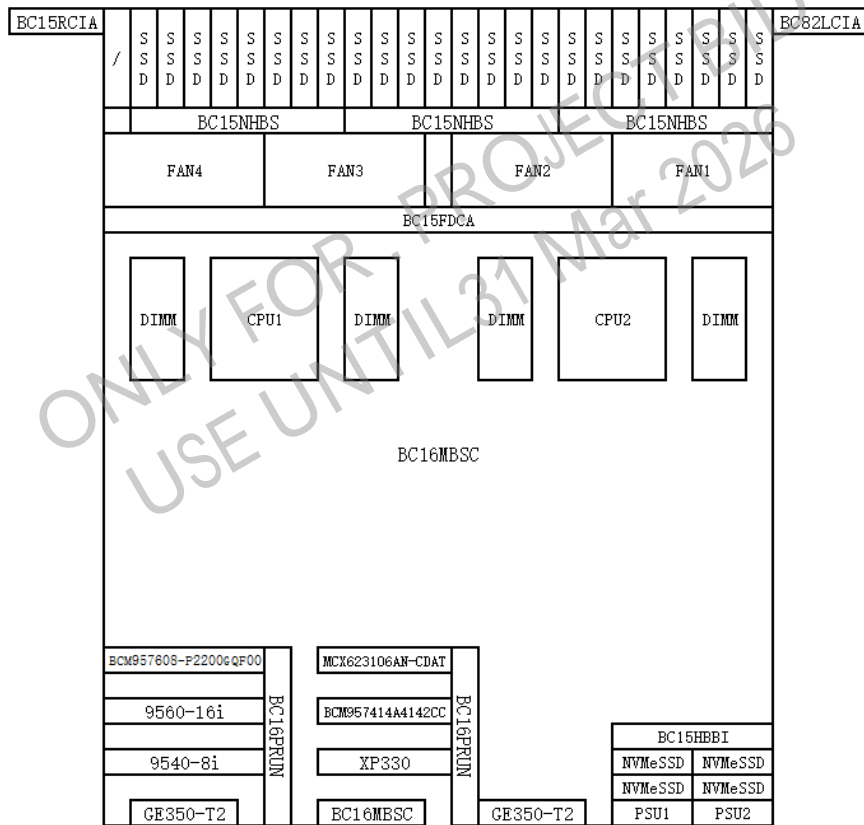 BC15RCIA
BC82LCIA
/ SSD SSD SSD SSD SSD SSD SSD SSD SSD SSD SSD SSD SSD SSD SSD SSD SSD SSD SSD SSD SSD SSD SSD SSD
BC15NHBS BC15NHBS BC15NHBS
FAN4 FAN3 FAN2 FAN1
BC15FDCA
DIMM CPU1 DIMM DIMM CPU2 DIMM
BC16MBSC
BCM957608-P2200GQF00 MCX623106AN-CDAT
9560-16i BC16PRUN BCM957414A4142CC BC16PRUN
BC15HBBI
9540-8i XP330 NVMeSSD NVMeSSD
NVMeSSD NVMeSSD
GE350-T2 BC16MBSC GE350-T2 PSU1 PSU2
ONLY FOR , PROJECT BID
USE UNTIL31 Mar 2026